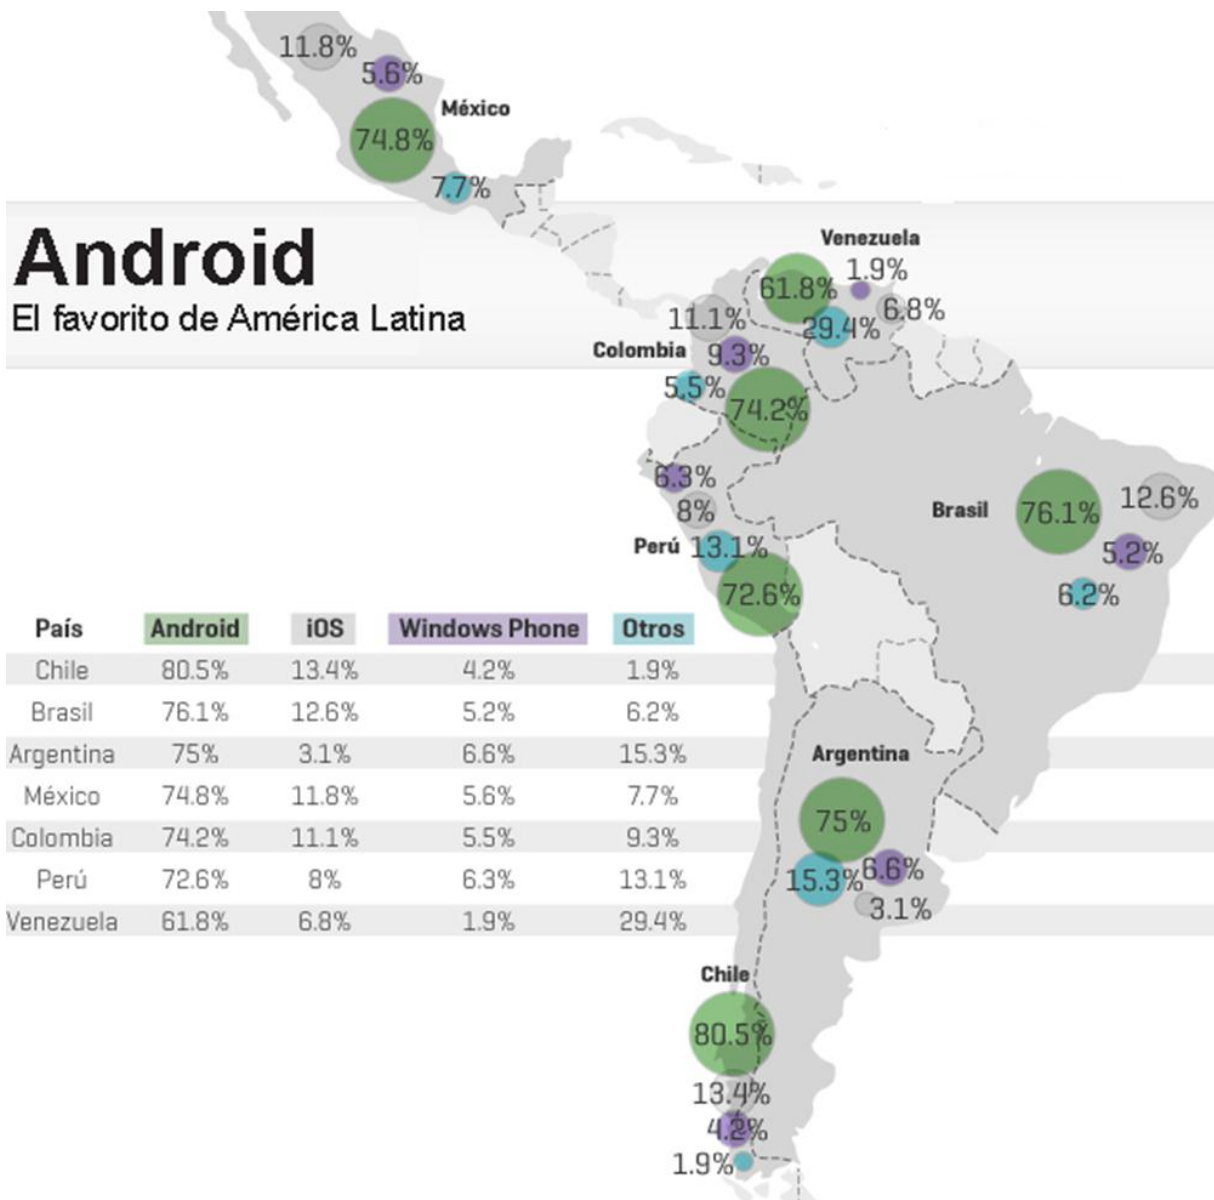 11.8%
5.6%
México
74.8%
7.7%
Android
El favorito de América Latina
Venezuela
1.9%
61.8%
6.8%
29.4%
11.1%
Colombia
9.3%
5.5%
74.2%
6.3%
8%
Perú 13.1%
72.6%
Brasil
76.1%
12.6%
5.2%
6.2%
País Android iOS Windows Phone Otros
Chile 80.5% 13.4% 4.2% 1.9%
Brasil 76.1% 12.6% 5.2% 6.2%
Argentina 75% 3.1% 6.6% 15.3%
México 74.8% 11.8% 5.6% 7.7%
Colombia 74.2% 11.1% 5.5% 9.3%
Perú 72.6% 8% 6.3% 13.1%
Venezuela 61.8% 6.8% 1.9% 29.4%
Argentina
75%
15.3%
6.6%
3.1%
Chile
80.5%
13.4%
4.2%
1.9%